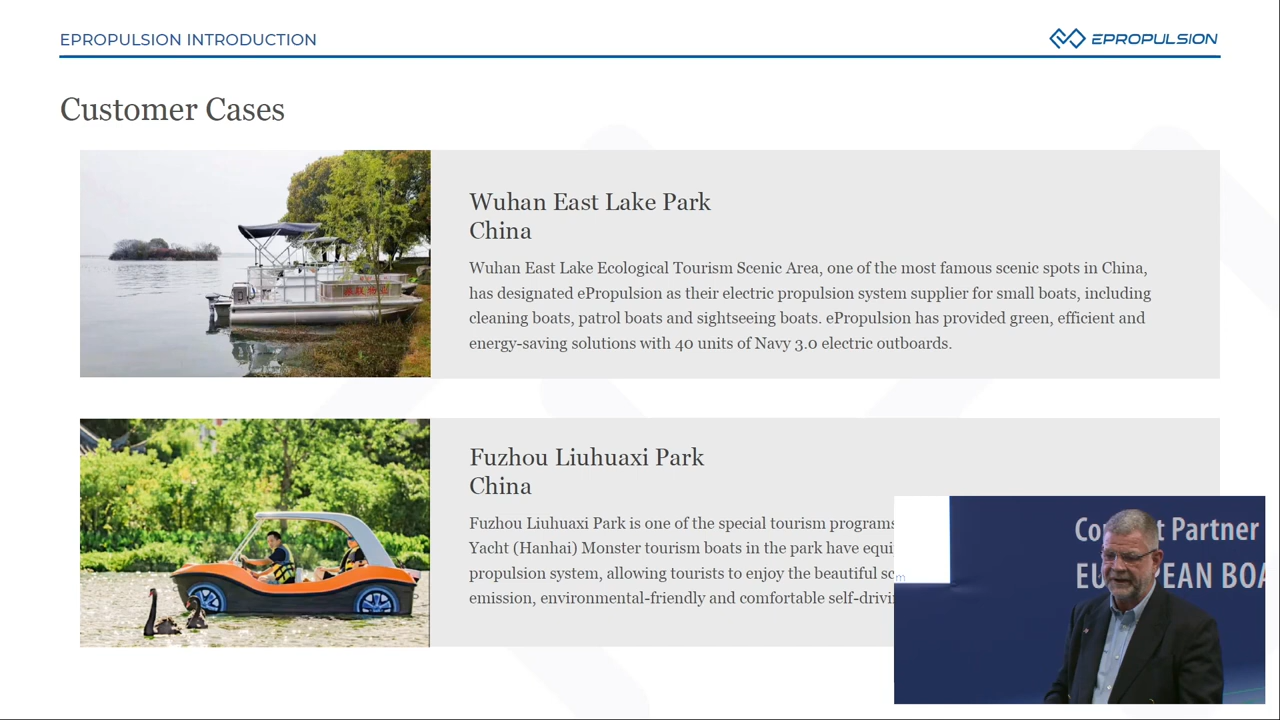 EPROPULSION INTRODUCTION
EPROPULSION
Customer Cases
Wuhan East Lake Park
China
Wuhan East Lake Ecological Tourism Scenic Area, one of the most famous scenic spots in China,
has designated ePropulsion as their electric propulsion system supplier for small boats, including
cleaning boats, patrol boats and sightseeing boats. ePropulsion has provided green, efficient and
energy-saving solutions with 40 units of Navy 3.0 electric outboards.
Fuzhou Liuhuaxi Park
China
Fuzhou Liuhuaxi Park is one of the special tourism programs
Yacht (Hanhai) Monster tourism boats in the park have
propulsion system, allowing tourists to enjoy the beautiful
emission, environmental-friendly and comfortable
Partner